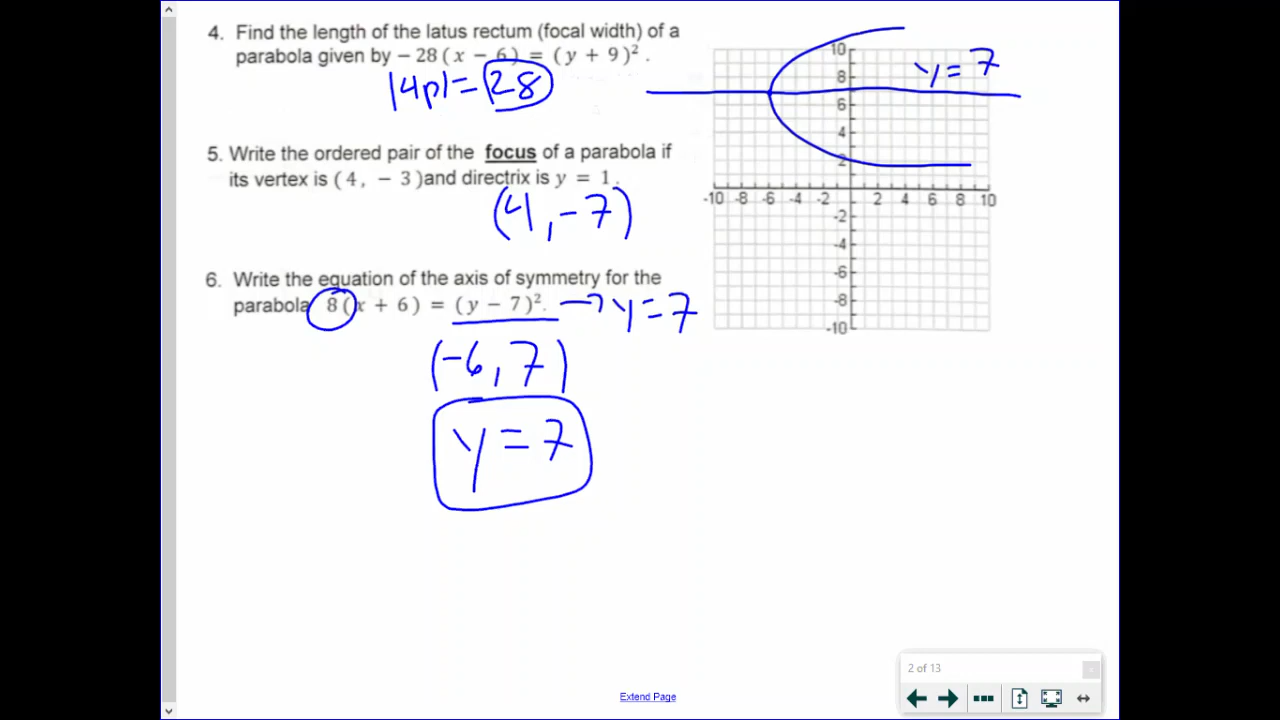 4. Find the length of the latus rectum (focal width) of a
parabola given by − 28 ( x − 6) = (y + 9)² .
|4p| = 28
5. Write the ordered pair of the focus of a parabola if
its vertex is ( 4 , − 3 )and directrix is y = 1.
(4, -7)
6. Write the equation of the axis of symmetry for the
parabola 8 (x + 6 ) = (y − 7 )². → y = 7
(-6, 7)
y = 7
y = 7
10
8
6
4
2
-10 -8 -6 -4 -2 2 4 6 8 10
-2
-4
-6
-8
-10
2 of 13
Extend Page